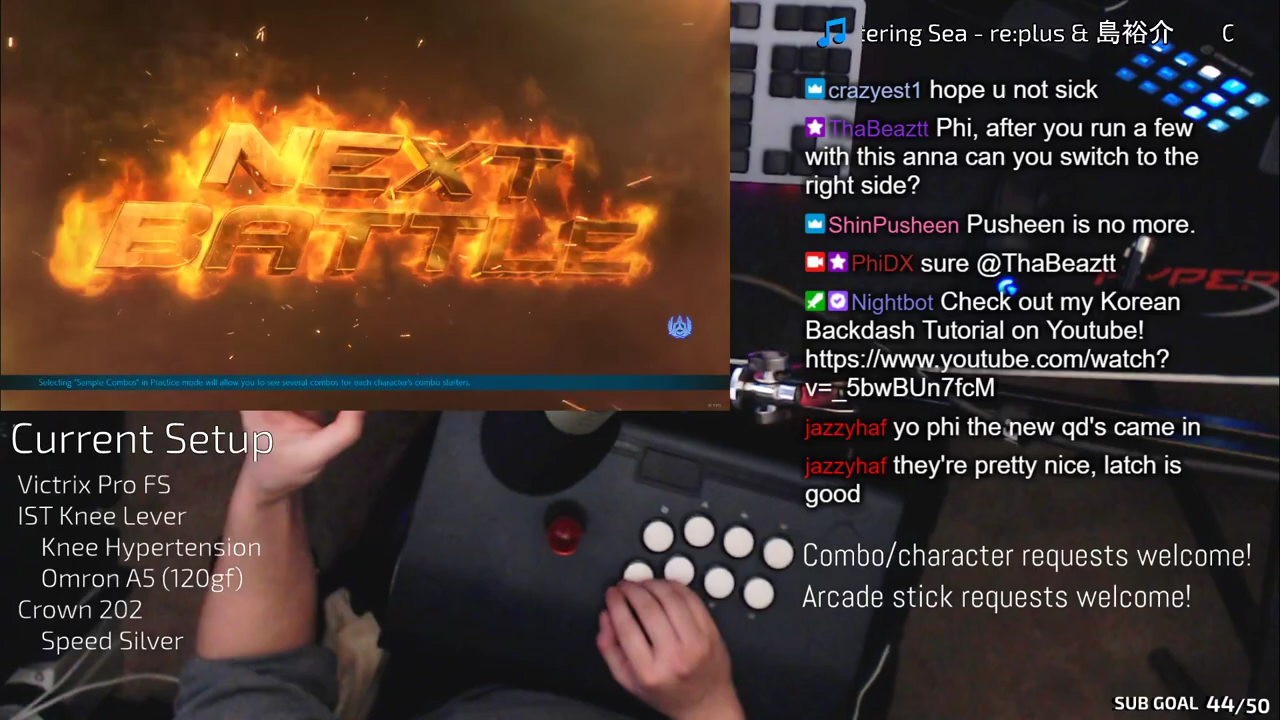 NEXT
BATTLE
Selecting "Sample Combos" in Practice mode will allow you to see several combos for each character's combo starters.
Current Setup
Victrix Pro FS
IST Knee Lever
Knee Hypertension
Omron A5 (120gf)
Crown 202
Speed Silver
tering Sea - re:plus & 島裕介 C
crazyest1 hope u not sick
ThaBeaztt Phi, after you run a few
with this anna can you switch to the
right side?
ShinPusheen Pusheen is no more.
PhiDX sure @ThaBeaztt
Nightbot Check out my Korean
Backdash Tutorial on Youtube!
https://www.youtube.com/watch?
v=_5bwBUn7fcM
jazzyhaf yo phi the new qd's came in
jazzyhaf they're pretty nice, latch is
good
HYPER
Combo/character requests welcome!
Arcade stick requests welcome!
SUB GOAL 44/50